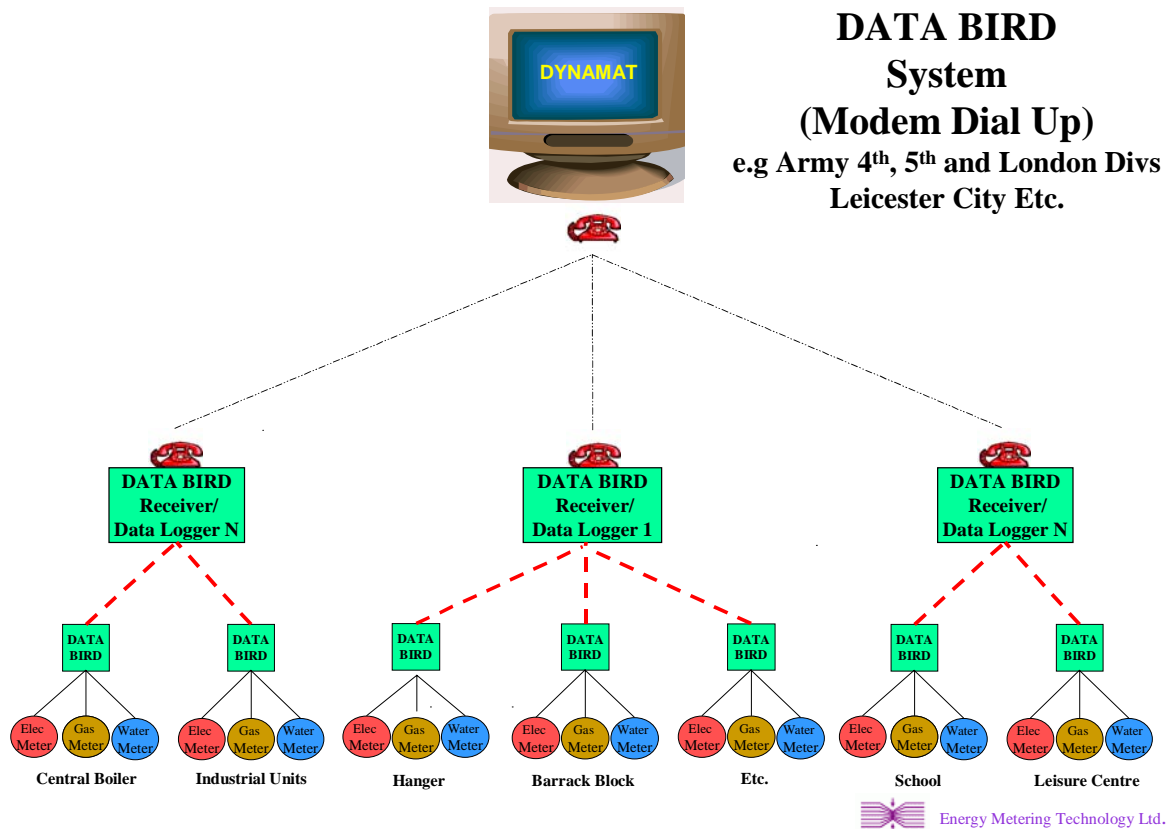 DYNAMAT
DATA BIRD
System
(Modem Dial Up)
e.g Army 4th, 5th and London Divs
Leicester City Etc.
DATA BIRD
Receiver/
Data Logger N
DATA BIRD
Receiver/
Data Logger 1
DATA BIRD
Receiver/
Data Logger N
DATA
BIRD
DATA
BIRD
DATA
BIRD
DATA
BIRD
DATA
BIRD
DATA
BIRD
DATA
BIRD
Elec
Meter
Gas
Meter
Water
Meter
Elec
Meter
Gas
Meter
Water
Meter
Elec
Meter
Gas
Meter
Water
Meter
Elec
Meter
Gas
Meter
Water
Meter
Elec
Meter
Gas
Meter
Water
Meter
Elec
Meter
Gas
Meter
Water
Meter
Elec
Meter
Gas
Meter
Water
Meter
Central Boiler
Industrial Units
Hanger
Barrack Block
Etc.
School
Leisure Centre
Energy Metering Technology Ltd.